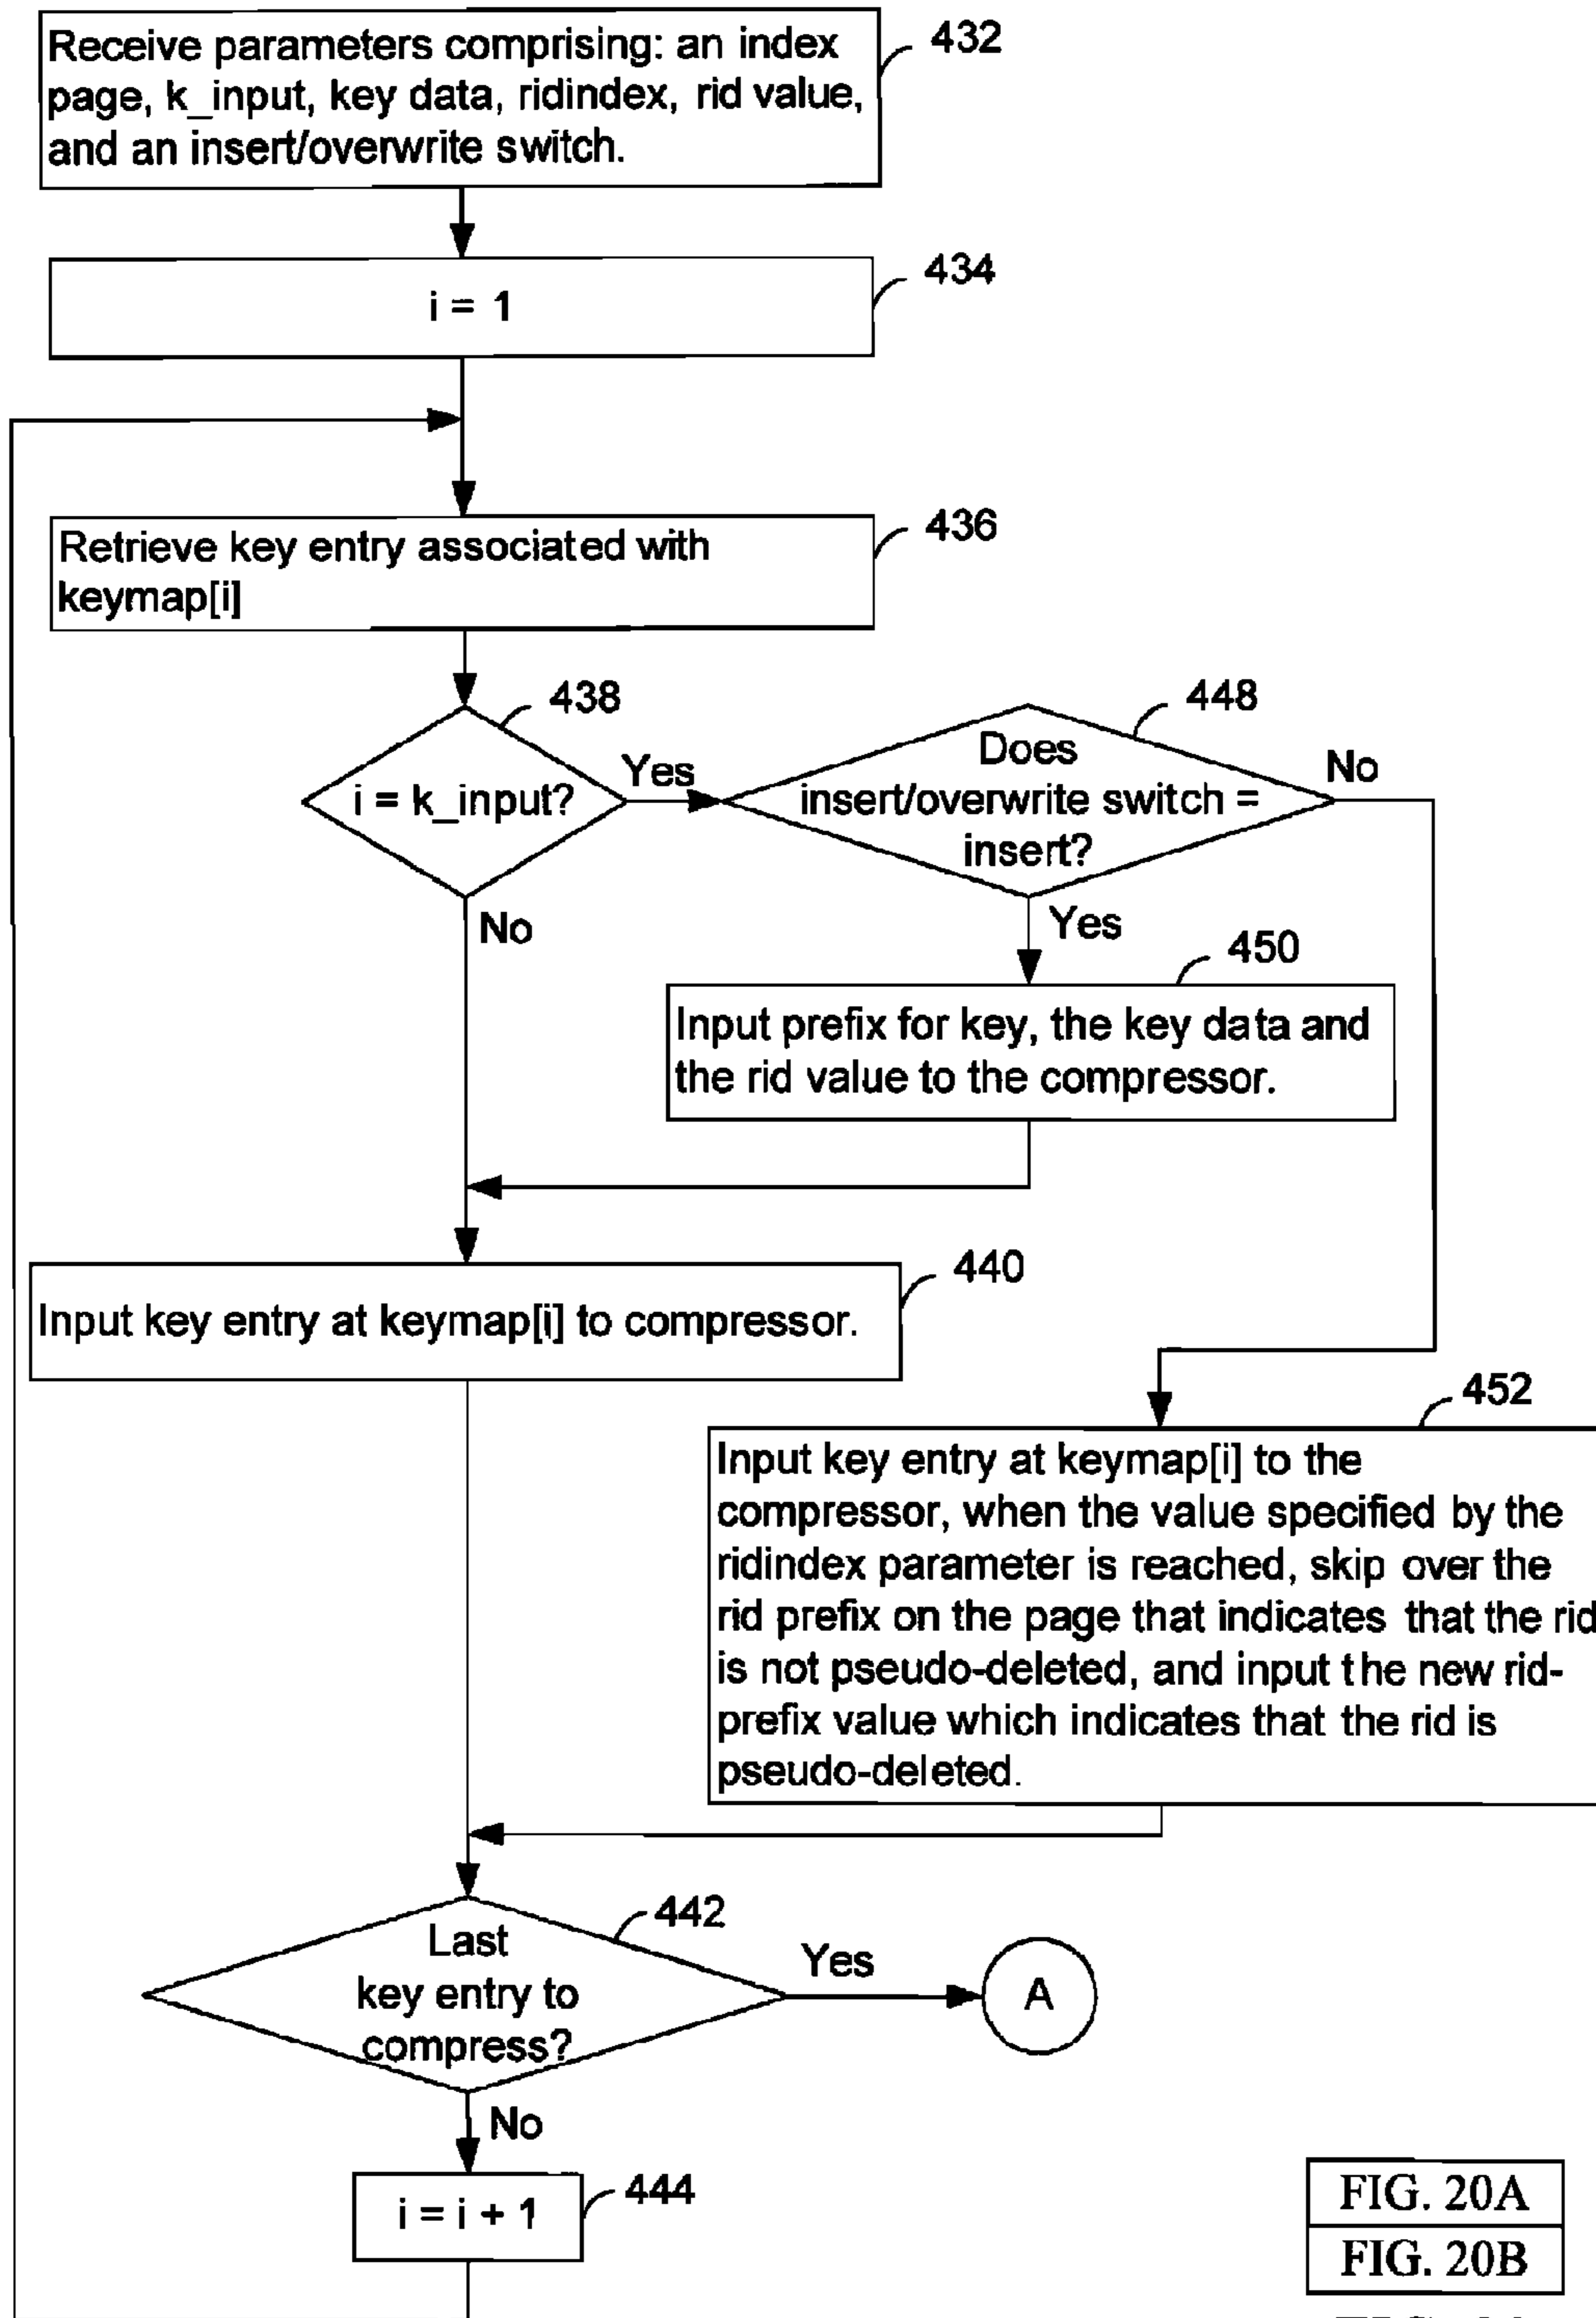 Receive parameters comprising: an index
page, k_input, key data, ridindex, rid value,
and an insert/overwrite switch.
432
i = 1
434
Retrieve key entry associated with
keymap[i]
436
438
i = k_input?
Yes
No
448
Does
insert/overwrite switch =
insert?
No
Yes
450
Input prefix for key, the key data and
the rid value to the compressor.
440
Input key entry at keymap[i] to compressor.
452
Input key entry at keymap[i] to the
compressor, when the value specified by the
ridindex parameter is reached, skip over the
rid prefix on the page that indicates that the rid
is not pseudo-deleted, and input the new rid-
prefix value which indicates that the rid is
pseudo-deleted.
442
Last
key entry to
compress?
Yes
A
No
444
i = i + 1
FIG. 20A
FIG. 20B